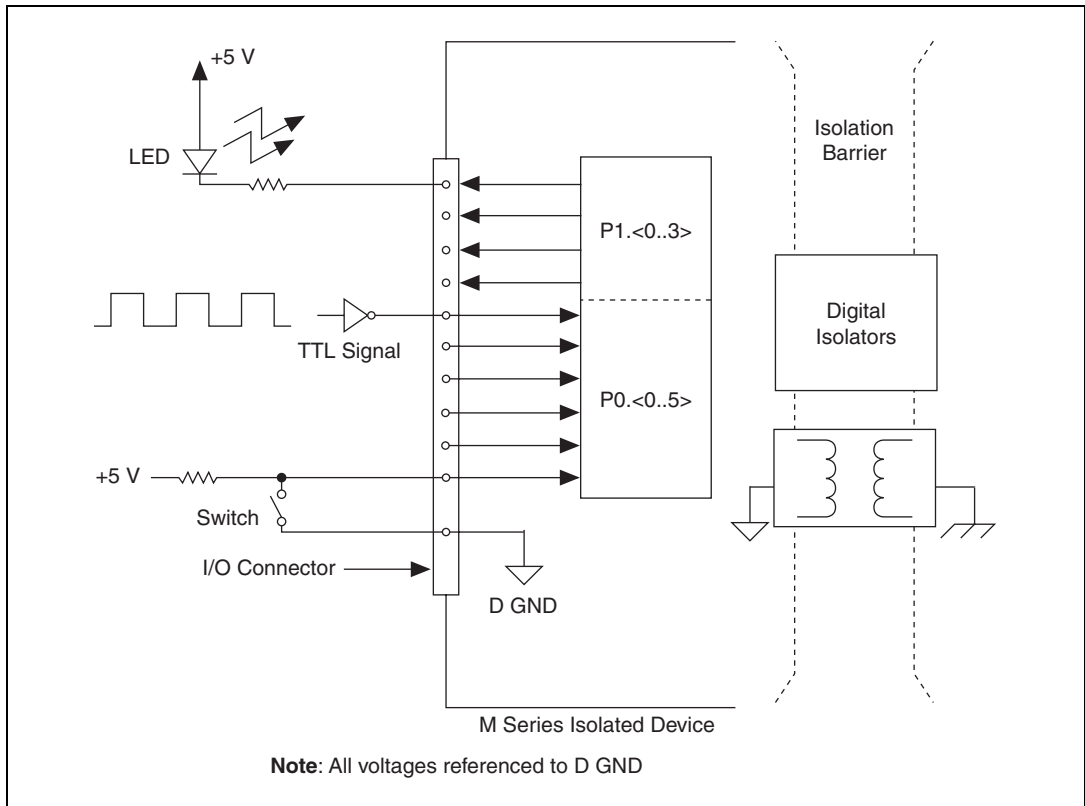 +5 V
LED
Isolation
Barrier
P1.<0..3>
Digital
Isolators
TTL Signal
P0.<0..5>
+5 V
Switch
I/O Connector
D GND
M Series Isolated Device
Note: All voltages referenced to D GND